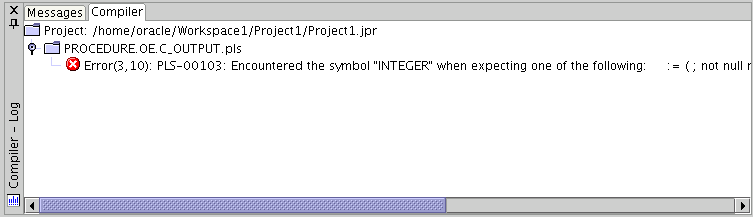 Messages Compiler
Project: /home/oracle/Workspace1/Project1/Project1.jpr
PROCEDURE.OE.C_OUTPUT.pls
Error(3,10): PLS-00103: Encountered the symbol "INTEGER" when expecting one of the following: := ( ; not null
Compiler - Log